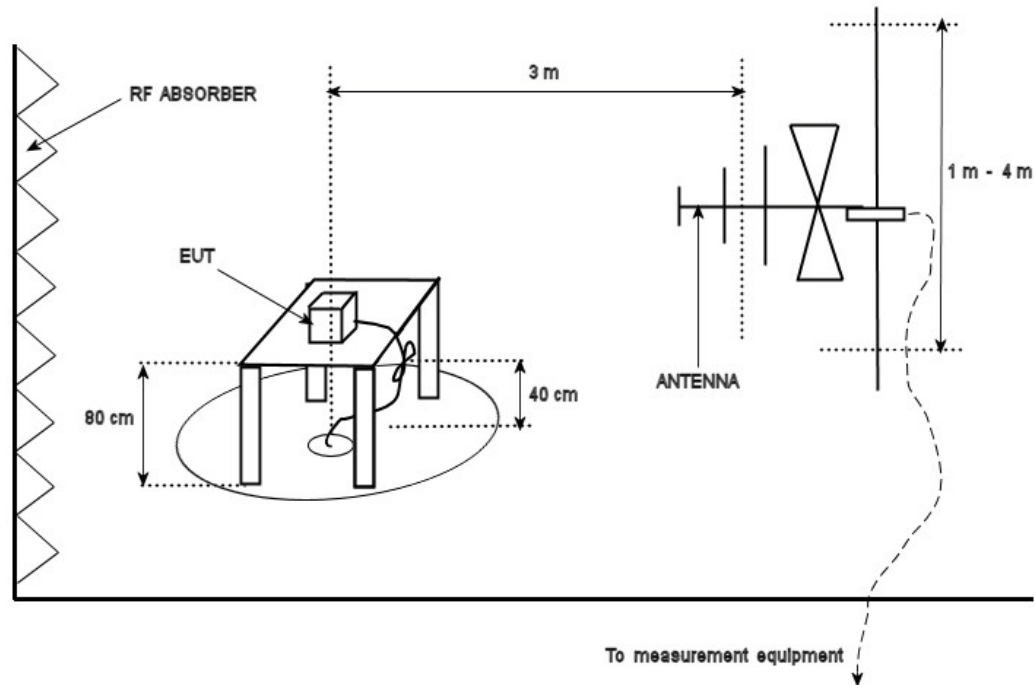 3 m
RF ABSORBER
1 m - 4 m
EUT
ANTENNA
40 cm
80 cm
To measurement equipment